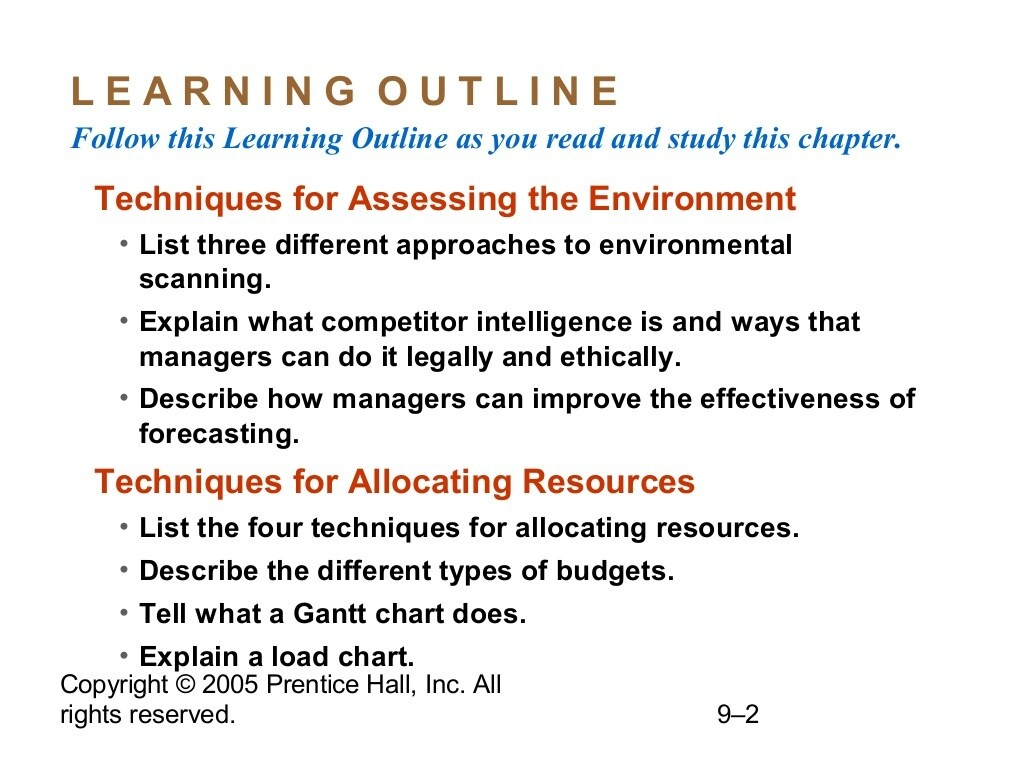 LEARNING OUTLINE
Follow this Learning Outline as you read and study this chapter.
Techniques for Assessing the Environment
• List three different approaches to environmental
scanning.
• Explain what competitor intelligence is and ways that
managers can do it legally and ethically.
• Describe how managers can improve the effectiveness of
forecasting.
Techniques for Allocating Resources
• List the four techniques for allocating resources.
• Describe the different types of budgets.
• Tell what a Gantt chart does.
• Explain a load chart.
Copyright © 2005 Prentice Hall, Inc. All
rights reserved.
9–2